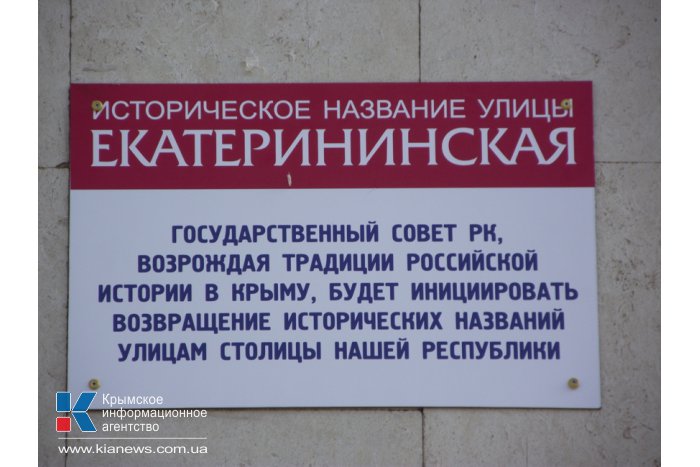 ИСТОРИЧЕСКОЕ НАЗВАНИЕ УЛИЦЫ
ЕКАТЕРИНИНСКАЯ
ГОСУДАРСТВЕННЫЙ СОВЕТ РК,
ВОЗРОЖДАЯ ТРАДИЦИИ РОССИЙСКОЙ
ИСТОРИИ В КРЫМУ, БУДЕТ ИНИЦИИРОВАТЬ
ВОЗВРАЩЕНИЕ ИСТОРИЧЕСКИХ НАЗВАНИЙ
УЛИЦАМ СТОЛИЦЫ НАШЕЙ РЕСПУБЛИКИ
Крымское
информационное
агентство
www.kianews.com.ua